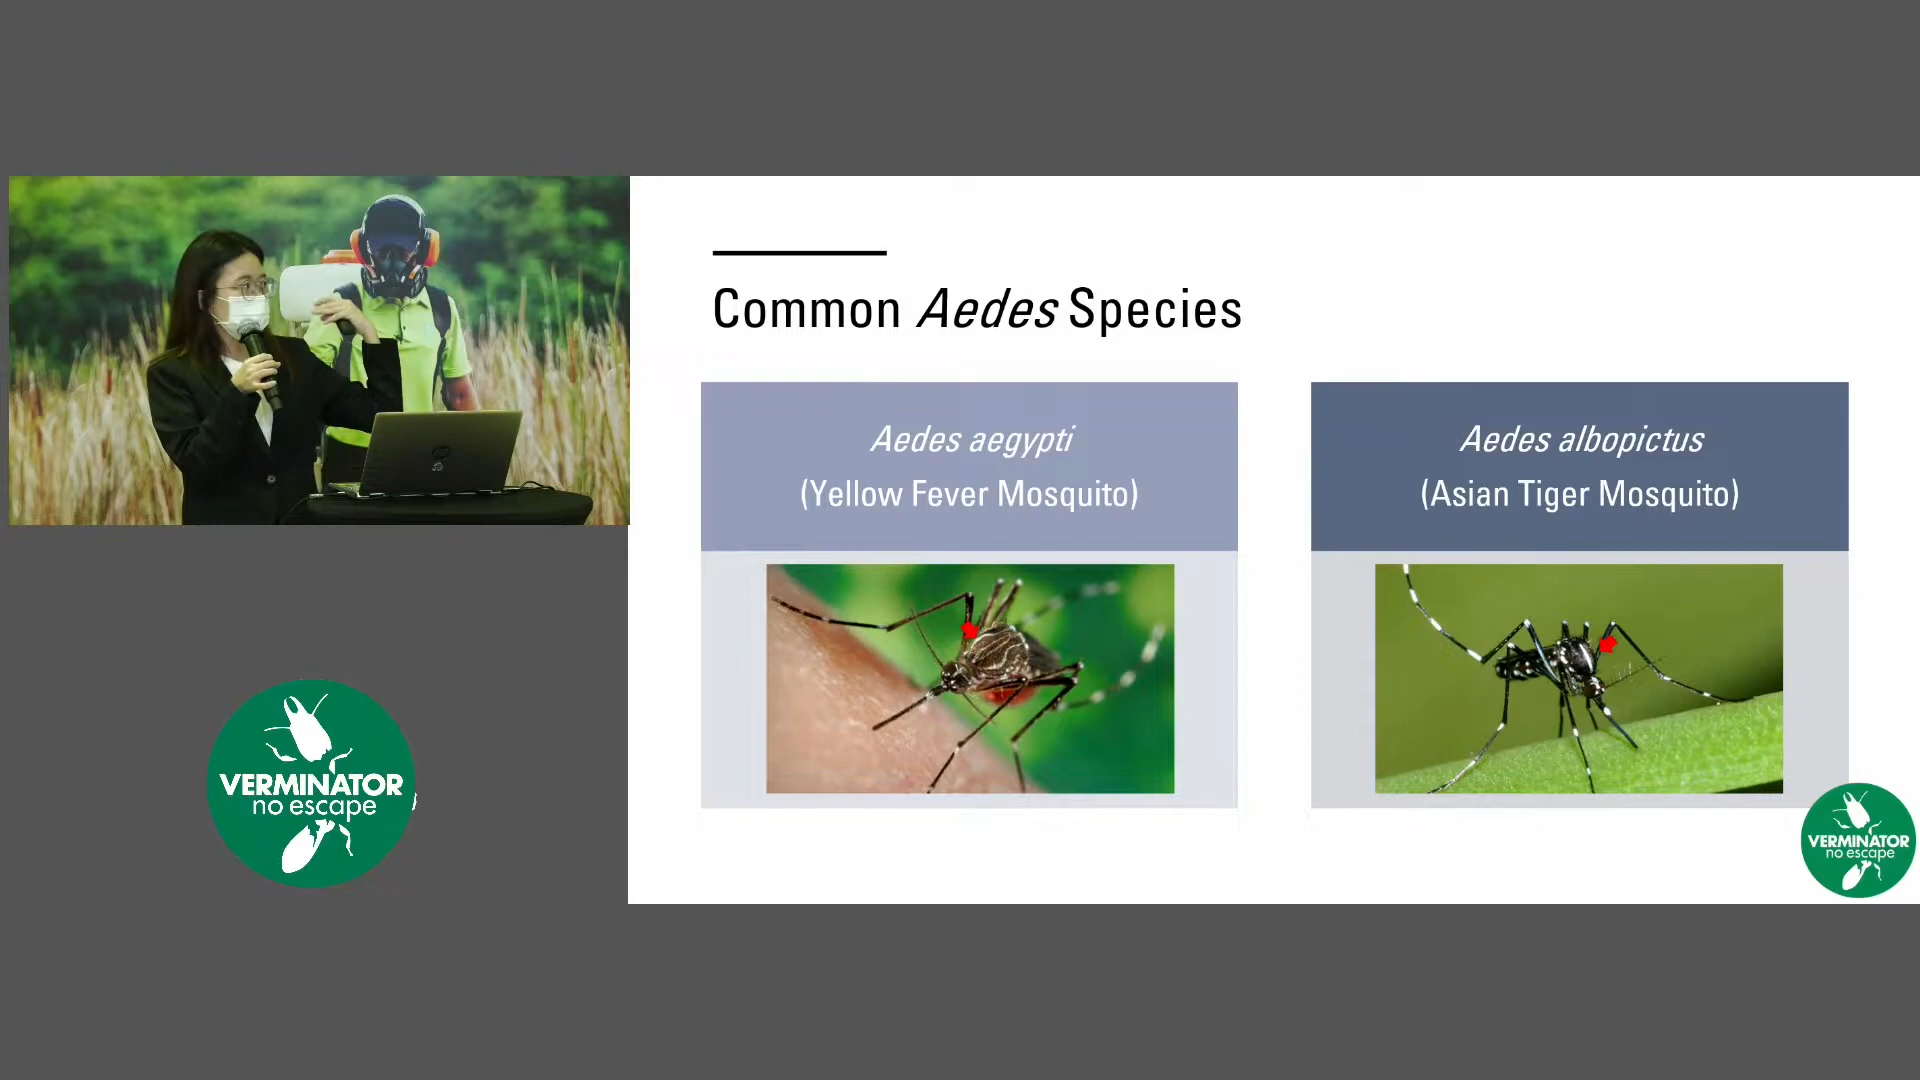 Common Aedes Species
Aedes aegypti
(Yellow Fever Mosquito)
Aedes albopictus
(Asian Tiger Mosquito)
VERMINATOR
no escape
VERMINATOR
no escape